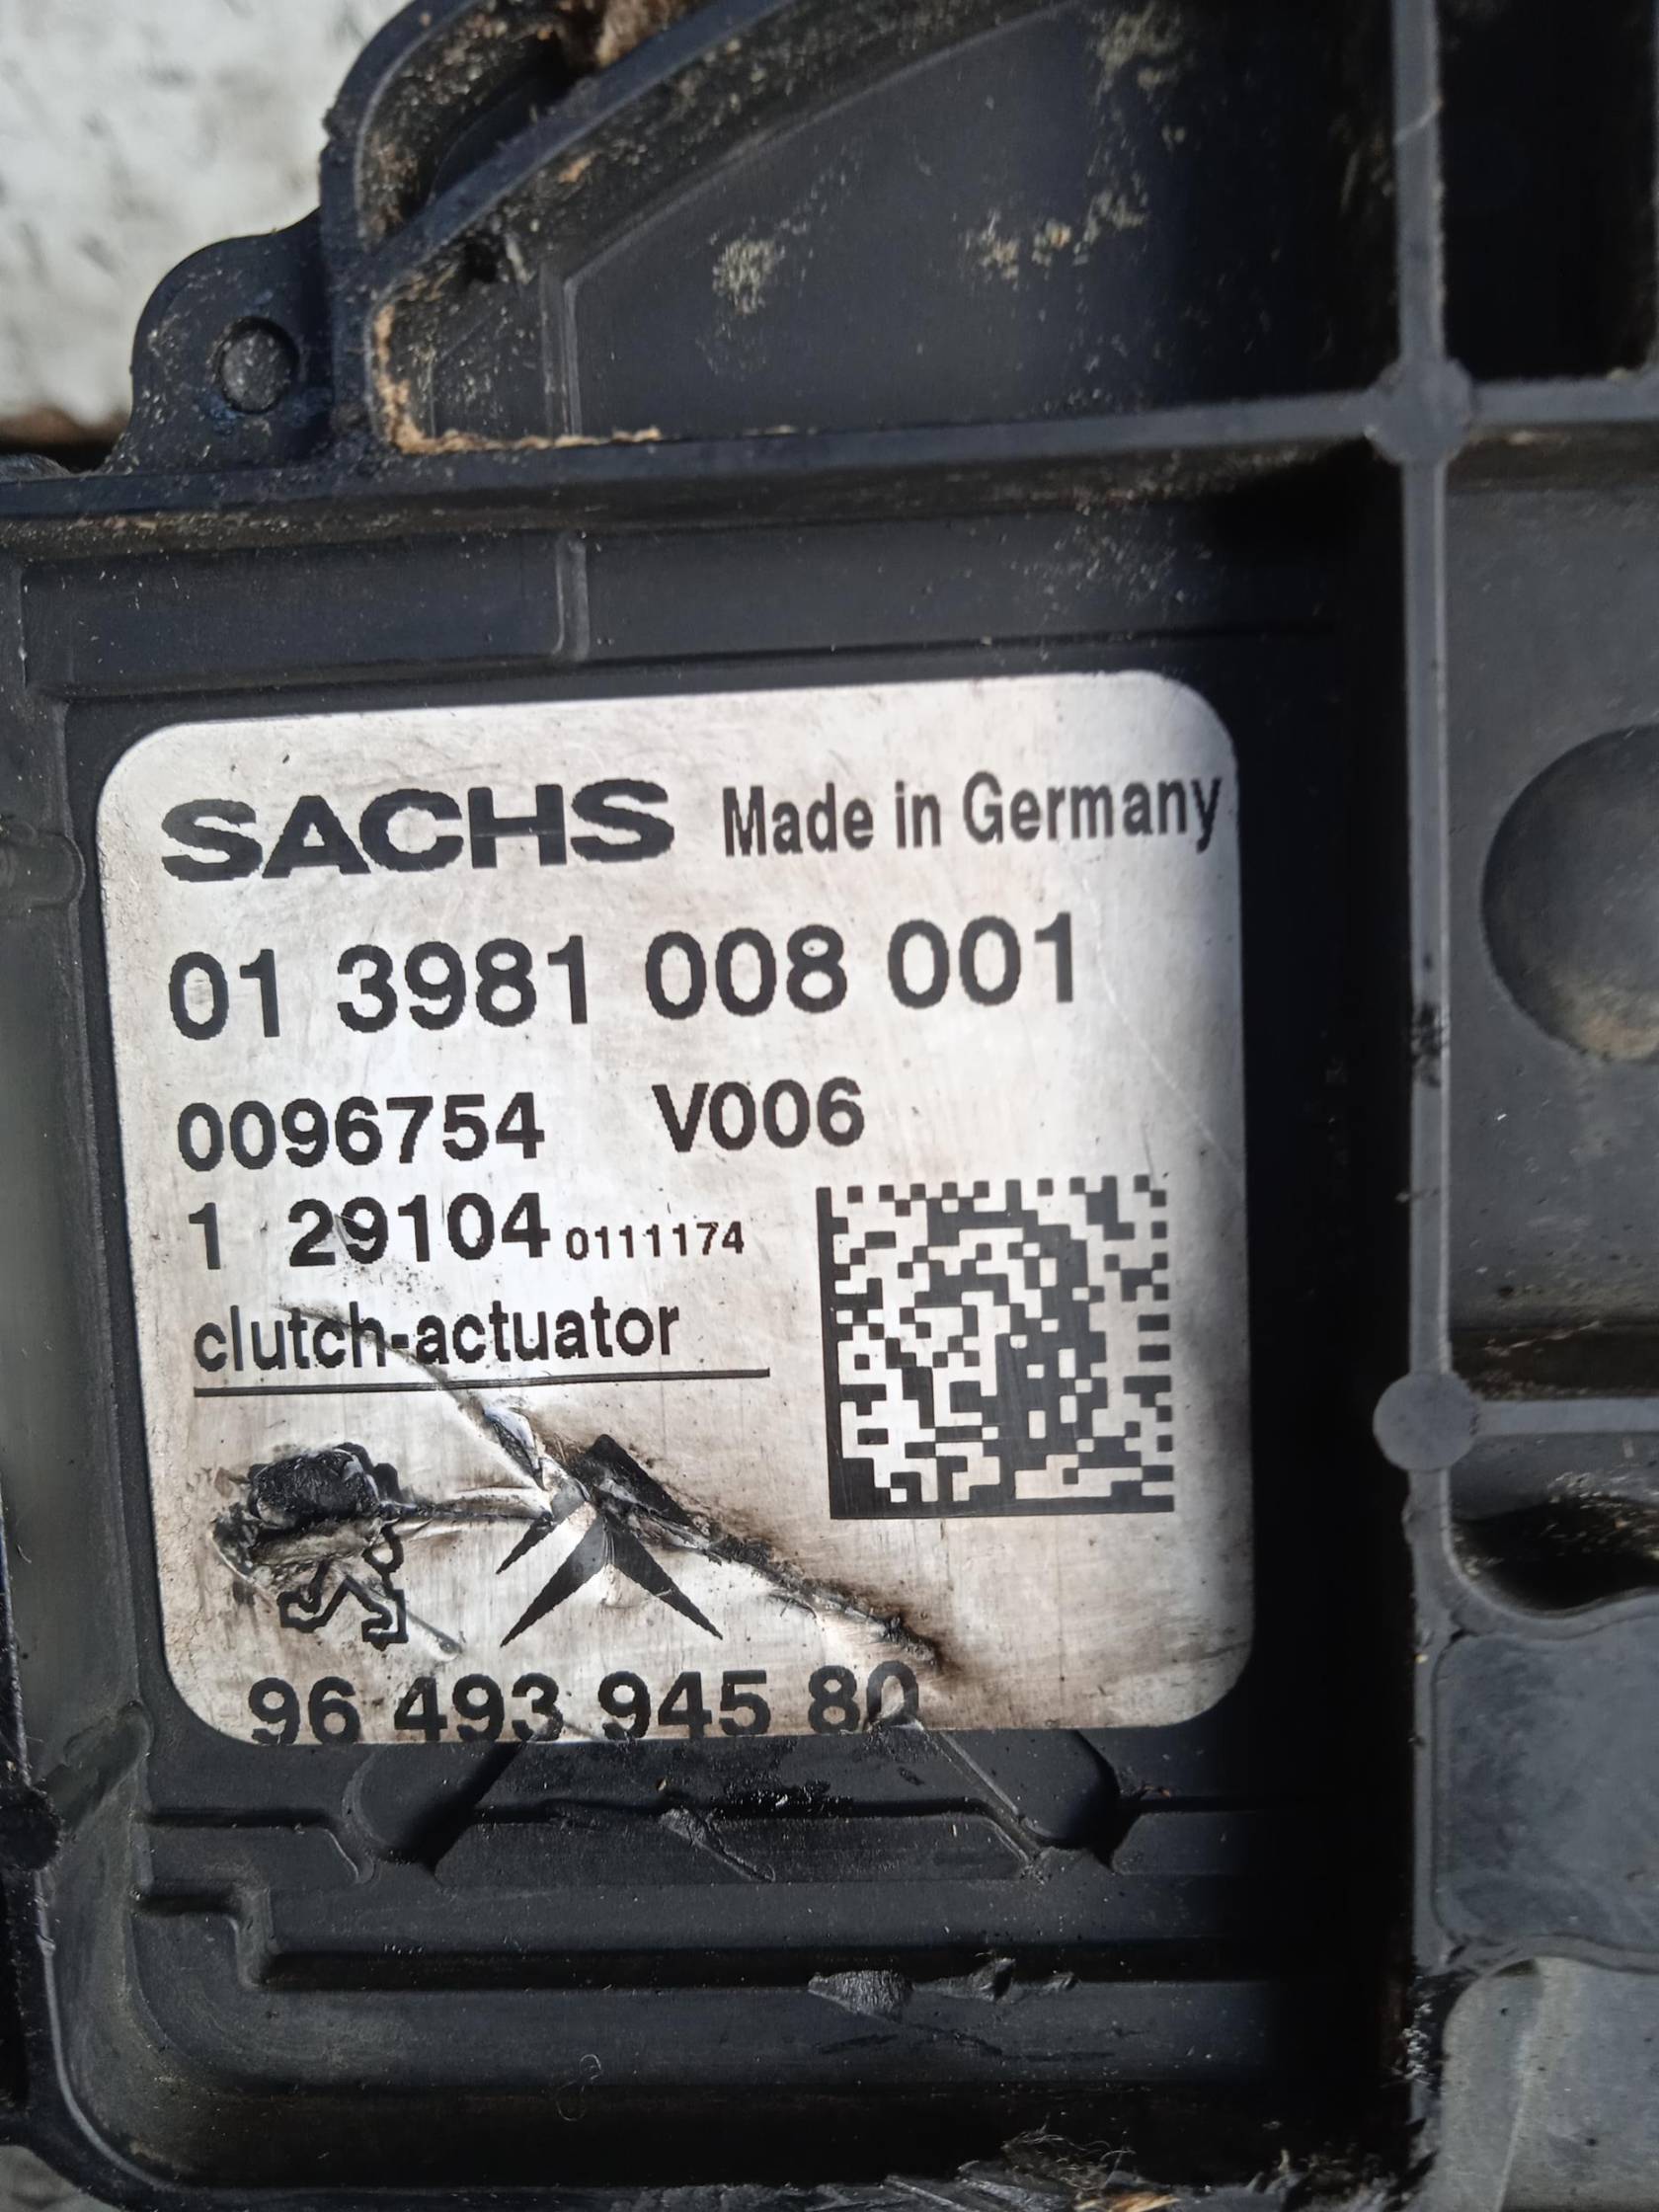 SACHS Made in Germany
01 3981 008 001
0096754 V006
1 29104 0111174
clutch-actuator
96 493 945 80